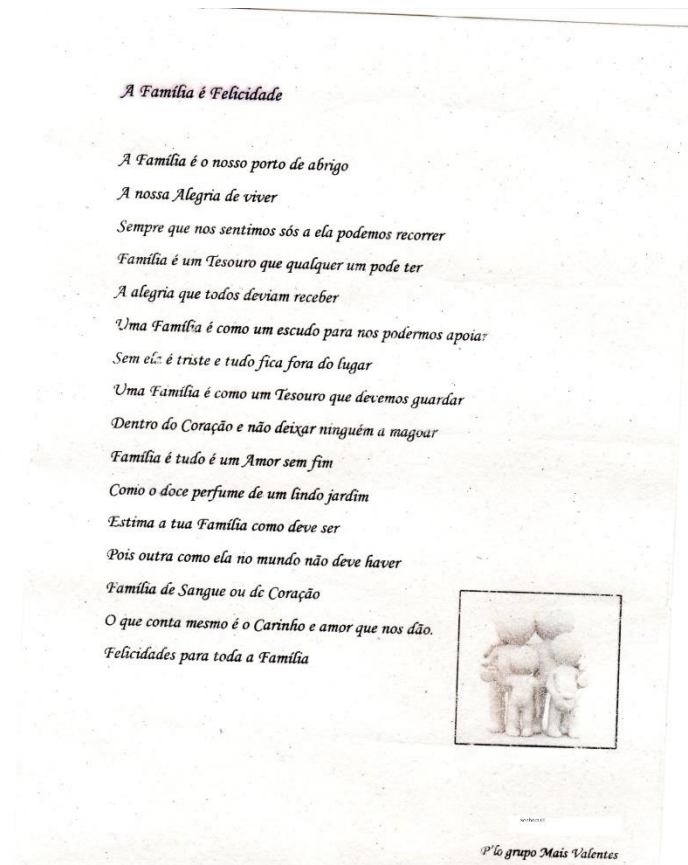 A Família é Felicidade
A Família é o nosso porto de abrigo
A nossa Alegria de viver
Sempre que nos sentimos sós a ela podemos recorrer
Família é um Tesouro que qualquer um pode ter
A alegria que todos deviam receber
Uma Família é como um escudo para nos podermos apoiar
Sem ela é triste e tudo fica fora do lugar
Uma Família é como um Tesouro que devemos guardar
Dentro do Coração e não deixar ninguém a magoar
Família é tudo é um Amor sem fim
Como o doce perfume de um lindo jardim
Estima a tua Família como deve ser
Pois outra como ela no mundo não deve haver
Família de Sangue ou de Coração
O que conta mesmo é o Carinho e amor que nos dão.
Felicidades para toda a Família
P'lo grupo Mais Valentes